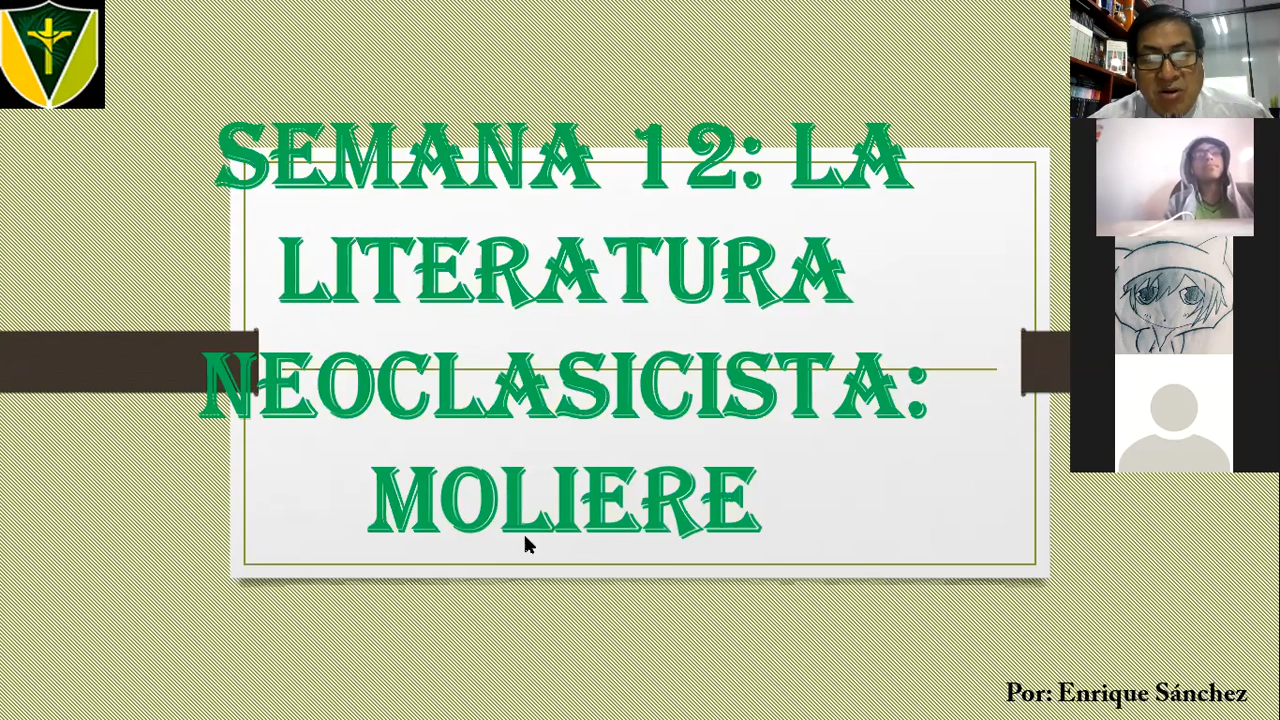 SEMANA 12: LA
LITERATURA
NEOCLASICISTA:
MOLIERE
Por: Enrique Sánchez